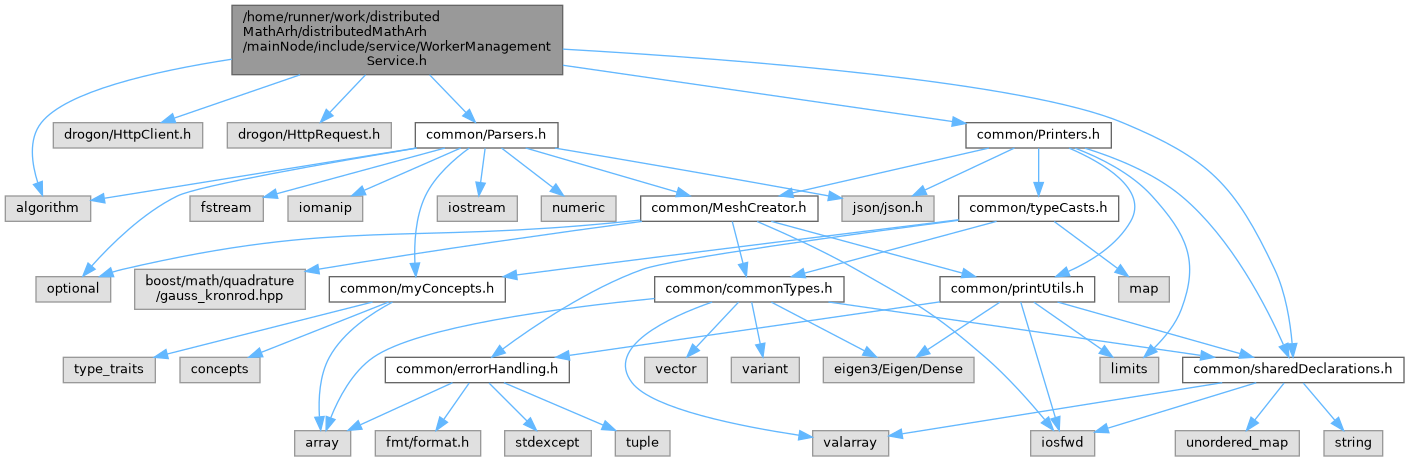 /home/runner/work/distributed
MathArh/distributedMathArh
/mainNode/include/service/WorkerManagement
Service.h
drogon/HttpClient.h
drogon/HttpRequest.h
common/Parsers.h
common/Printers.h
algorithm
fstream
iomanip
iostream
numeric
common/MeshCreator.h
json/json.h
common/typeCasts.h
optional
boost/math/quadrature
/gauss_kronrod.hpp
common/myConcepts.h
common/commonTypes.h
common/printUtils.h
map
type_traits
concepts
common/errorHandling.h
vector
variant
eigen3/Eigen/Dense
limits
common/sharedDeclarations.h
array
fmt/format.h
stdexcept
tuple
valarray
iosfwd
unordered_map
string